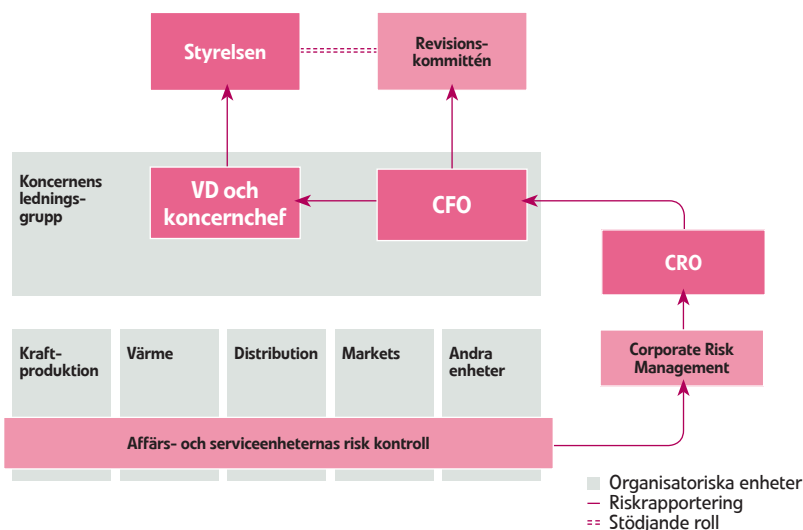 Styrelsen
Revisions-
kommittén
Koncernens
lednings-
grupp
VD och
koncernchef
CFO
CRO
Kraft-
produktion
Värme
Distribution
Markets
Andra
enheter
Corporate Risk
Management
Affärs- och serviceenheternas risk kontroll
Organisatoriska enheter
Riskrapportering
Stödjande roll